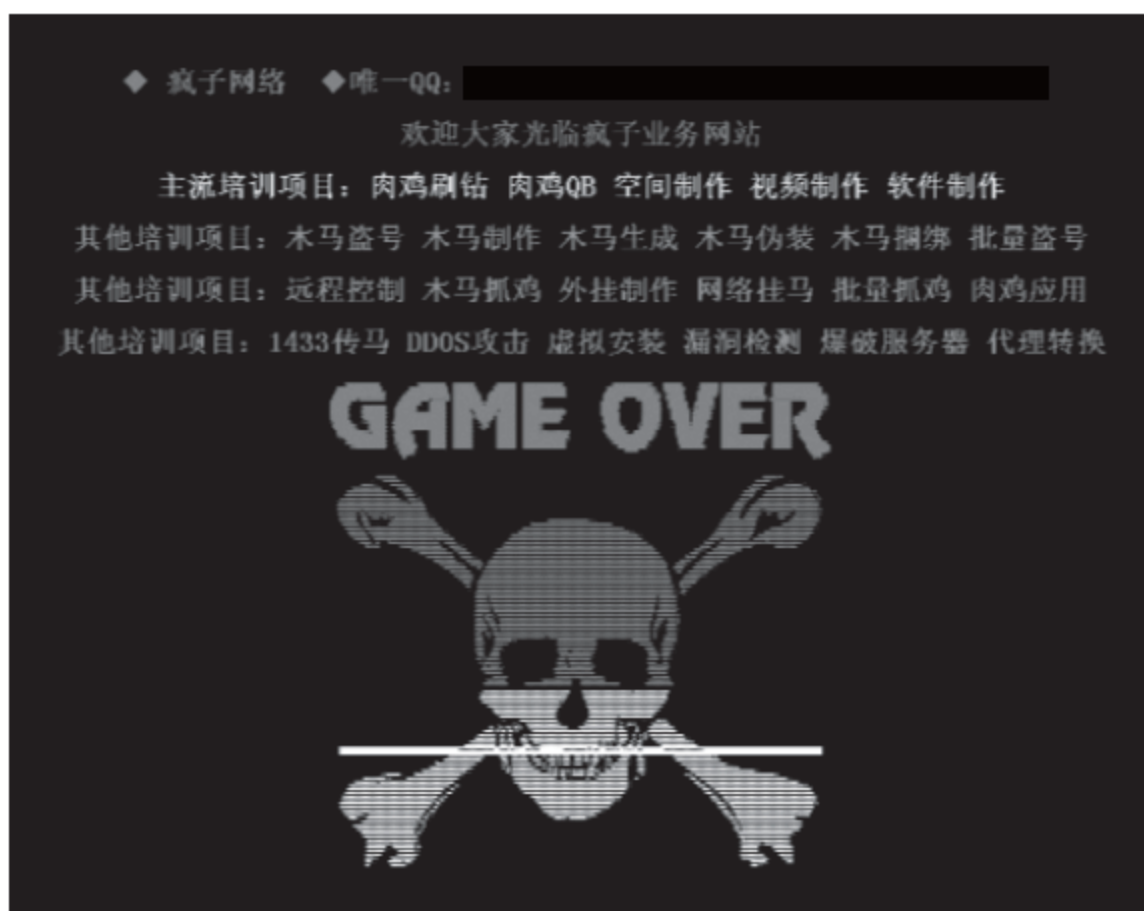 ◆ 疯子网络 ◆唯一QQ:
欢迎大家光临疯子业务网站
主流培训项目: 肉鸡刷钻 肉鸡QB 空间制作 视频制作 软件制作
其他培训项目: 木马盗号 木马制作 木马生成 木马伪装 木马捆绑 批量盗号
其他培训项目: 远程控制 木马抓鸡 外挂制作 网络挂马 批量抓鸡 肉鸡应用
其他培训项目: 1433传马 DDOS攻击 虚拟安装 漏洞检测 爆破服务器 代理转换
GAME OVER